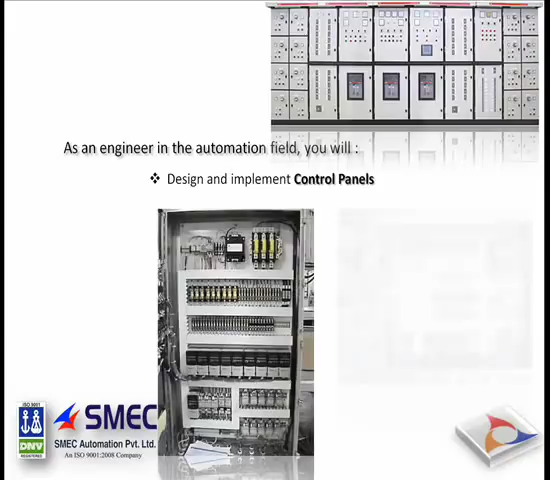 As an engineer in the automation field, you will :
❖ Design and implement Control Panels
ISO.9001
DNV
REGISTERED
SMEC
SMEC Automation Pvt. Ltd.
An ISO 9001:2008 Company